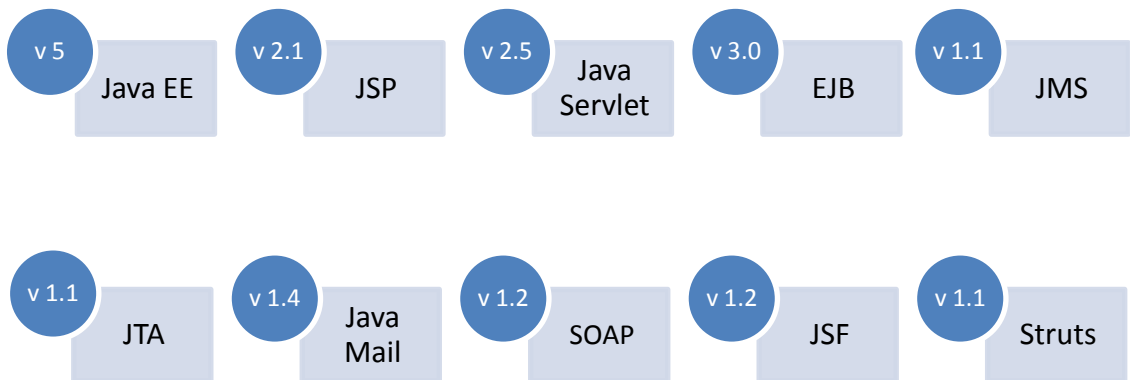 v 5
Java EE
v 2.1
JSP
v 2.5
Java
Servlet
v 3.0
EJB
v 1.1
JMS
v 1.1
JTA
v 1.4
Java
Mail
v 1.2
SOAP
v 1.2
JSF
v 1.1
Struts